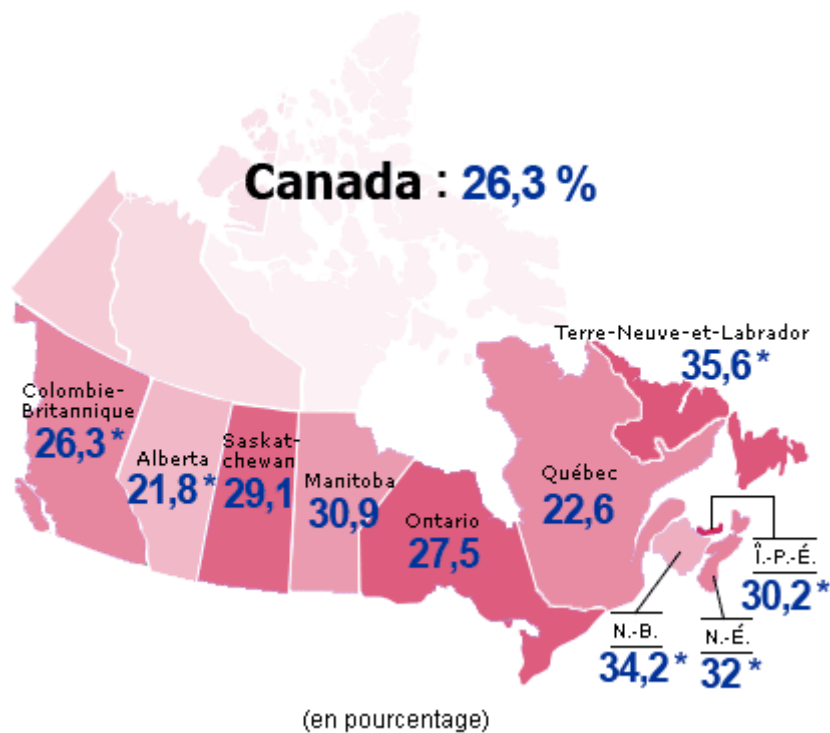 Canada : 26,3 %
Terre-Neuve-et-Labrador
35,6 *
Colombie-
Britannique
26,3 *
Alberta
21,8 *
Saskat-
chewan
29,1
Manitoba
30,9
Ontario
27,5
Québec
22,6
Î.-P.-É.
30,2 *
N.-B.
34,2 *
N.-É.
32 *
(en pourcentage)